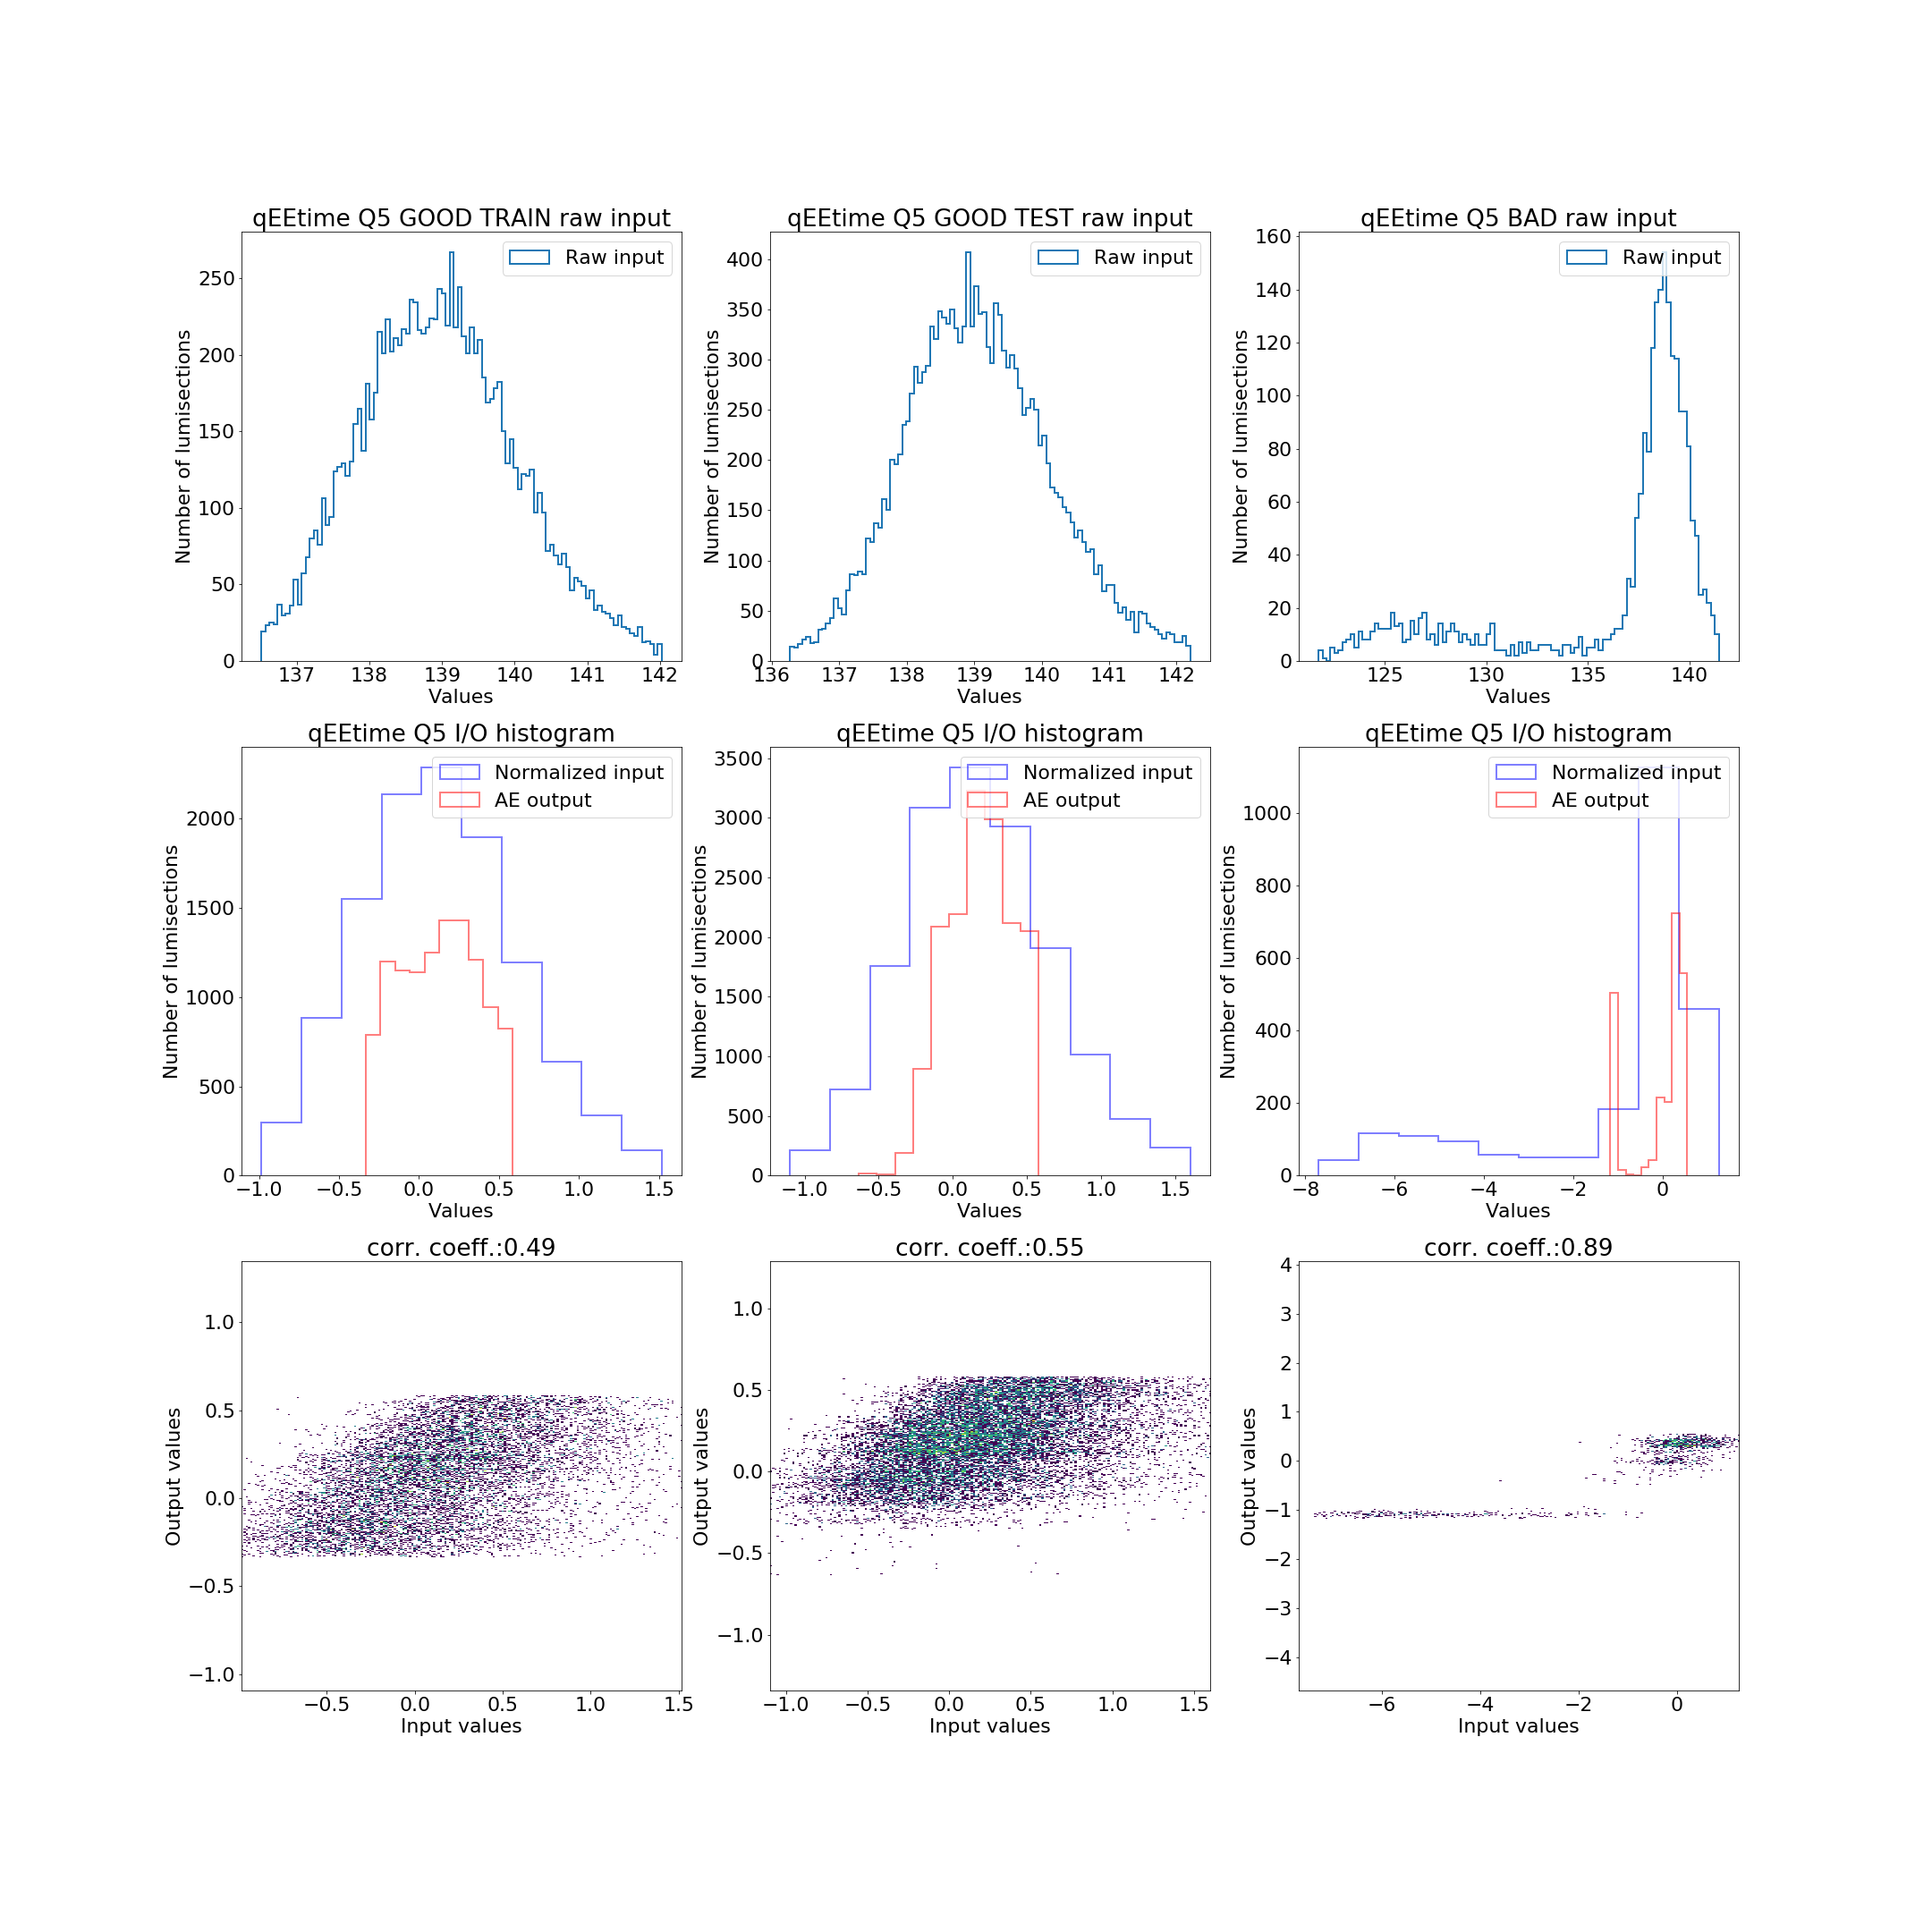 qEEtime Q5 GOOD TRAIN raw input
Raw input
250
200
150
100
50
0
Number of lumisections
137 138 139 140 141 142
Values
qEEtime Q5 GOOD TEST raw input
Raw input
400
350
300
250
200
150
100
50
0
Number of lumisections
136 137 138 139 140 141 142
Values
qEEtime Q5 BAD raw input
Raw input
160
140
120
100
80
60
40
20
0
Number of lumisections
125 130 135 140
Values
qEEtime Q5 I/O histogram
Normalized input
AE output
2000
1500
1000
500
0
Number of lumisections
−1.0 −0.5 0.0 0.5 1.0 1.5
Values
qEEtime Q5 I/O histogram
Normalized input
AE output
3500
3000
2500
2000
1500
1000
500
0
Number of lumisections
−1.0 −0.5 0.0 0.5 1.0 1.5
Values
qEEtime Q5 I/O histogram
Normalized input
AE output
1000
800
600
400
200
0
Number of lumisections
−8 −6 −4 −2 0
Values
corr. coeff.:0.49
1.0
0.5
0.0
−0.5
−1.0
Output values
−0.5 0.0 0.5 1.0 1.5
Input values
corr. coeff.:0.55
1.0
0.5
0.0
−0.5
−1.0
Output values
−1.0 −0.5 0.0 0.5 1.0 1.5
Input values
corr. coeff.:0.89
4
3
2
1
0
−1
−2
−3
−4
Output values
−6 −4 −2 0
Input values